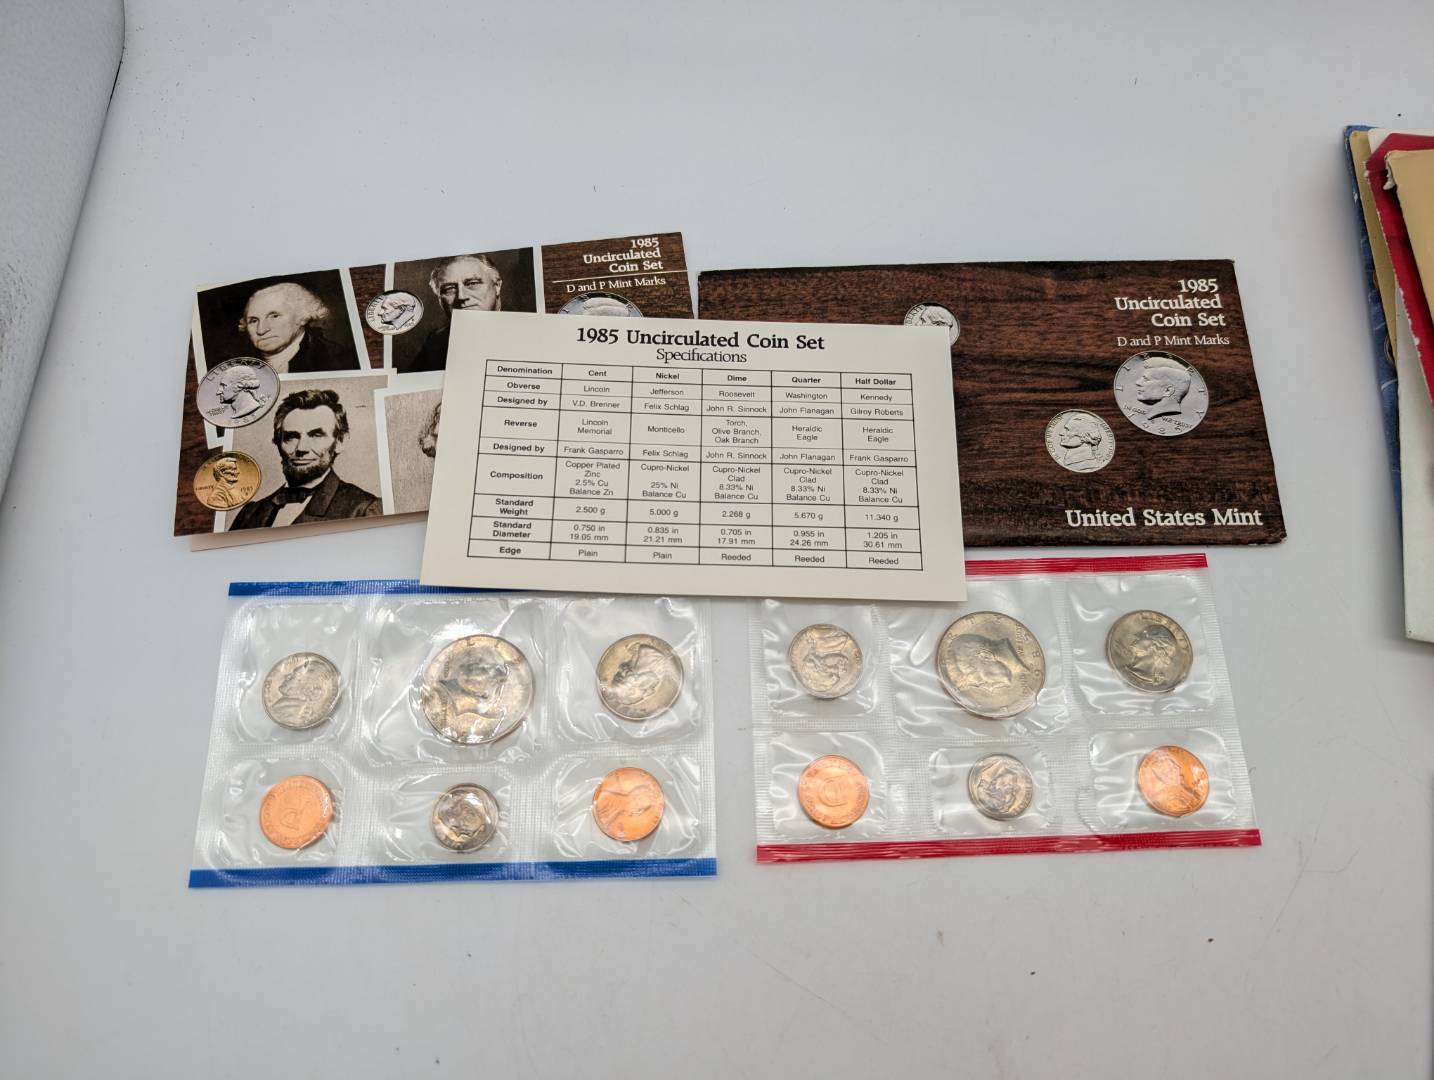 1985
Uncirculated
Coin Set
D and P Mint Marks
1985
Uncirculated
Coin Set
D and P Mint Marks
United States Mint
1985 Uncirculated Coin Set
Specifications
Denomination Cent Nickel Dime Quarter Half Dollar
Obverse Lincoln Jefferson Roosevelt Washington Kennedy
Designed by V.D. Brenner Felix Schlag John R. Sinnock John Flanagan Gilroy Roberts
Reverse Lincoln Memorial Monticello Torch, Olive Branch, Oak Branch Heraldic Eagle Heraldic Eagle
Designed by Frank Gasparro Felix Schlag John R. Sinnock John Flanagan Frank Gasparro
Composition Copper Plated Zinc 2.5% Cu Balance Zn Cupro-Nickel 25% Ni Balance Cu Cupro-Nickel Clad 8.33% Ni Balance Cu Cupro-Nickel Clad 8.33% Ni Balance Cu Cupro-Nickel Clad 8.33% Ni Balance Cu
Standard Weight 2.500 g 5.000 g 2.268 g 5.670 g 11.340 g
Standard Diameter 0.750 in 19.05 mm 0.835 in 21.21 mm 0.705 in 17.91 mm 0.955 in 24.26 mm 1.205 in 30.61 mm
Edge Plain Plain Reeded Reeded Reeded
LIBERTY